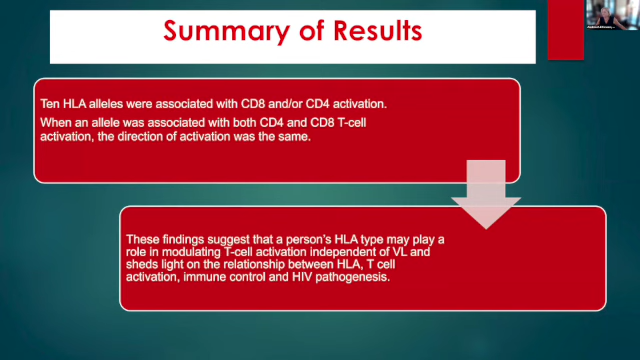 Summary of Results
Ten HLA alleles were associated with CD8 and/or CD4 activation.
When an allele was associated with both CD4 and CD8 T-cell
activation, the direction of activation was the same.
These findings suggest that a person's HLA type may play a
role in modulating T-cell activation independent of VL and
sheds light on the relationship between HLA, T cell
activation, immune control and HIV pathogenesis.